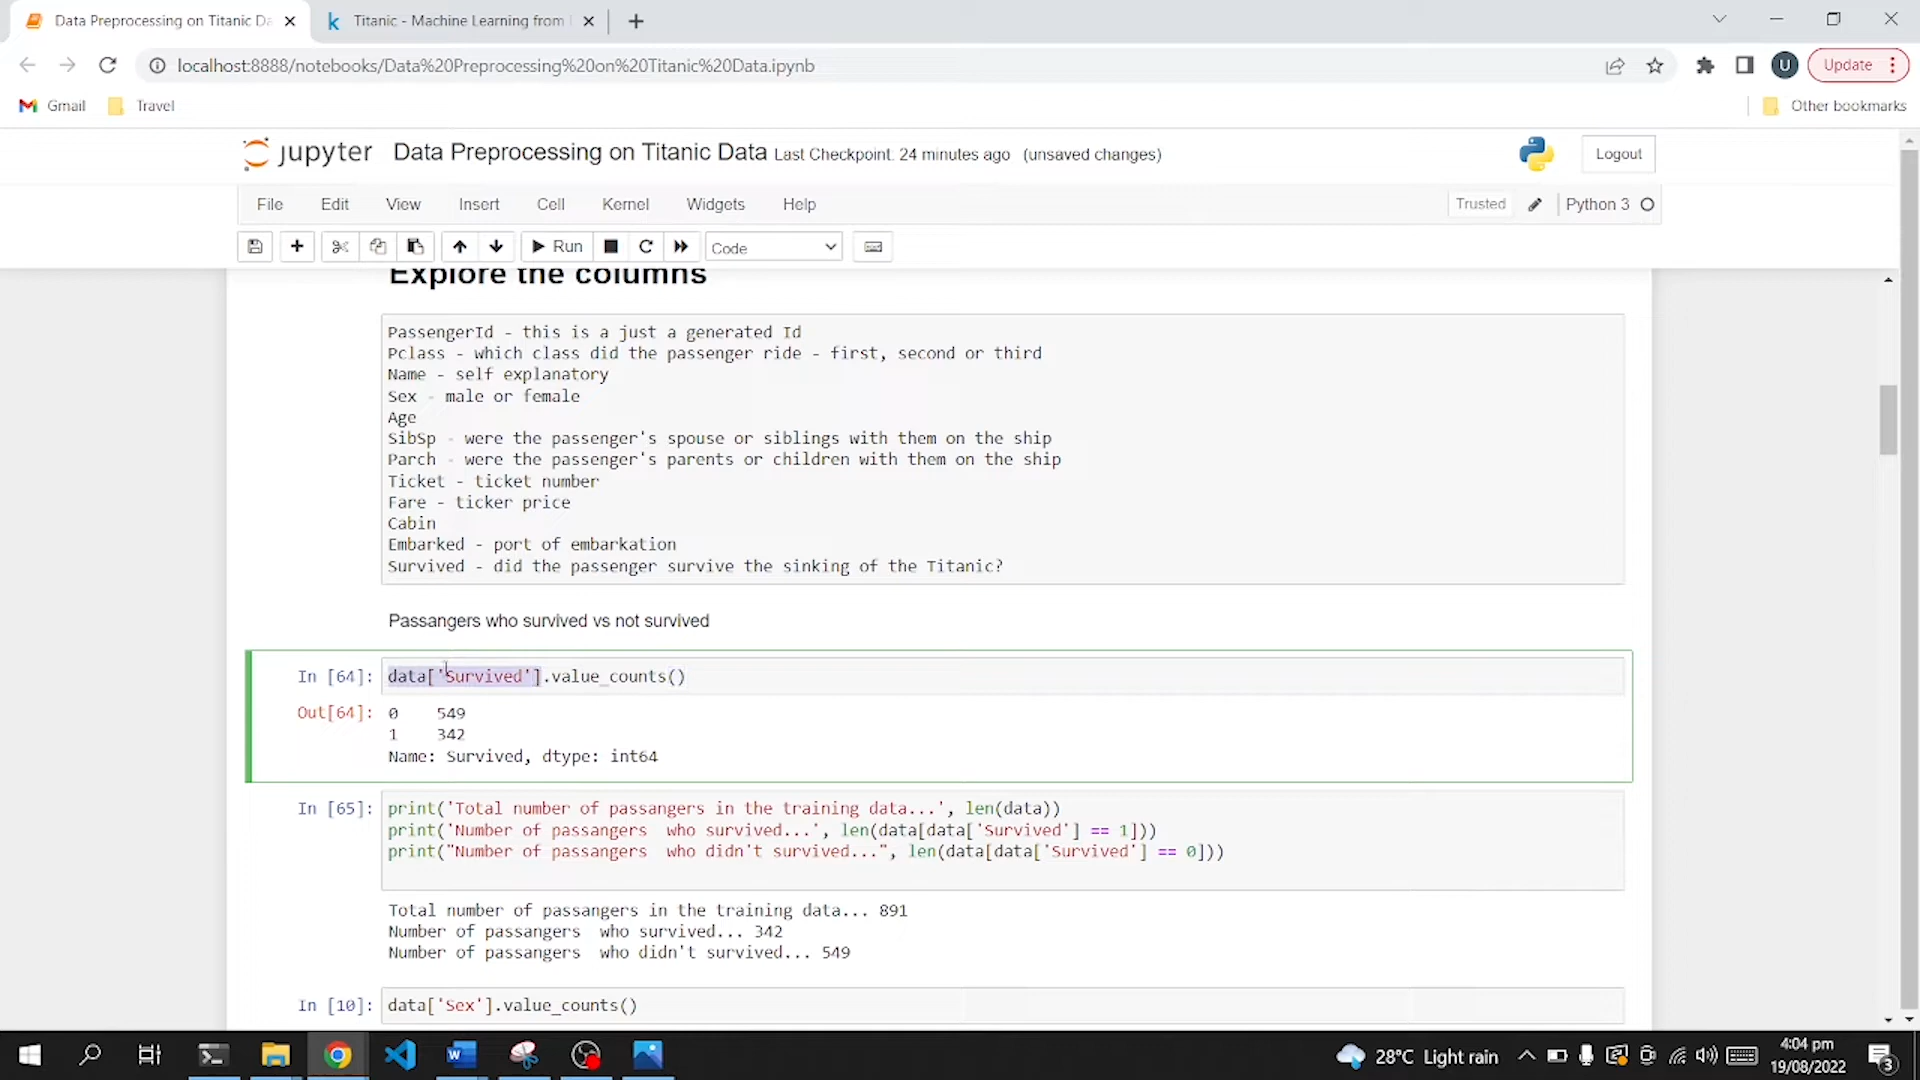 Data Preprocessing on Titanic Da
Titanic - Machine Learning from
localhost:8888/notebooks/Data%20Preprocessing%20on%20Titanic%20Data.ipynb
U
Update
Gmail
Travel
Other bookmarks
jupyter
Data Preprocessing on Titanic Data
Last Checkpoint: 24 minutes ago (unsaved changes)
Logout
File
Edit
View
Insert
Cell
Kernel
Widgets
Help
Trusted
Python 3
Run
Code
Explore the columns
PassengerId - this is a just a generated Id
Pclass - which class did the passenger ride - first, second or third
Name - self explanatory
Sex - male or female
Age
SibSp - were the passenger's spouse or siblings with them on the ship
Parch - were the passenger's parents or children with them on the ship
Ticket - ticket number
Fare - ticker price
Cabin
Embarked - port of embarkation
Survived - did the passenger survive the sinking of the Titanic?
Passangers who survived vs not survived
In [64]: data['Survived'].value_counts()
Out[64]: 0    549
1    342
Name: Survived, dtype: int64
In [65]: print('Total number of passangers in the training data...', len(data))
print('Number of passangers  who survived...', len(data[data['Survived'] == 1]))
print("Number of passangers  who didn't survived...", len(data[data['Survived'] == 0]))
Total number of passangers in the training data... 891
Number of passangers  who survived... 342
Number of passangers  who didn't survived... 549
In [10]: data['Sex'].value_counts()
28°C Light rain
4:04 pm
19/08/2022
3